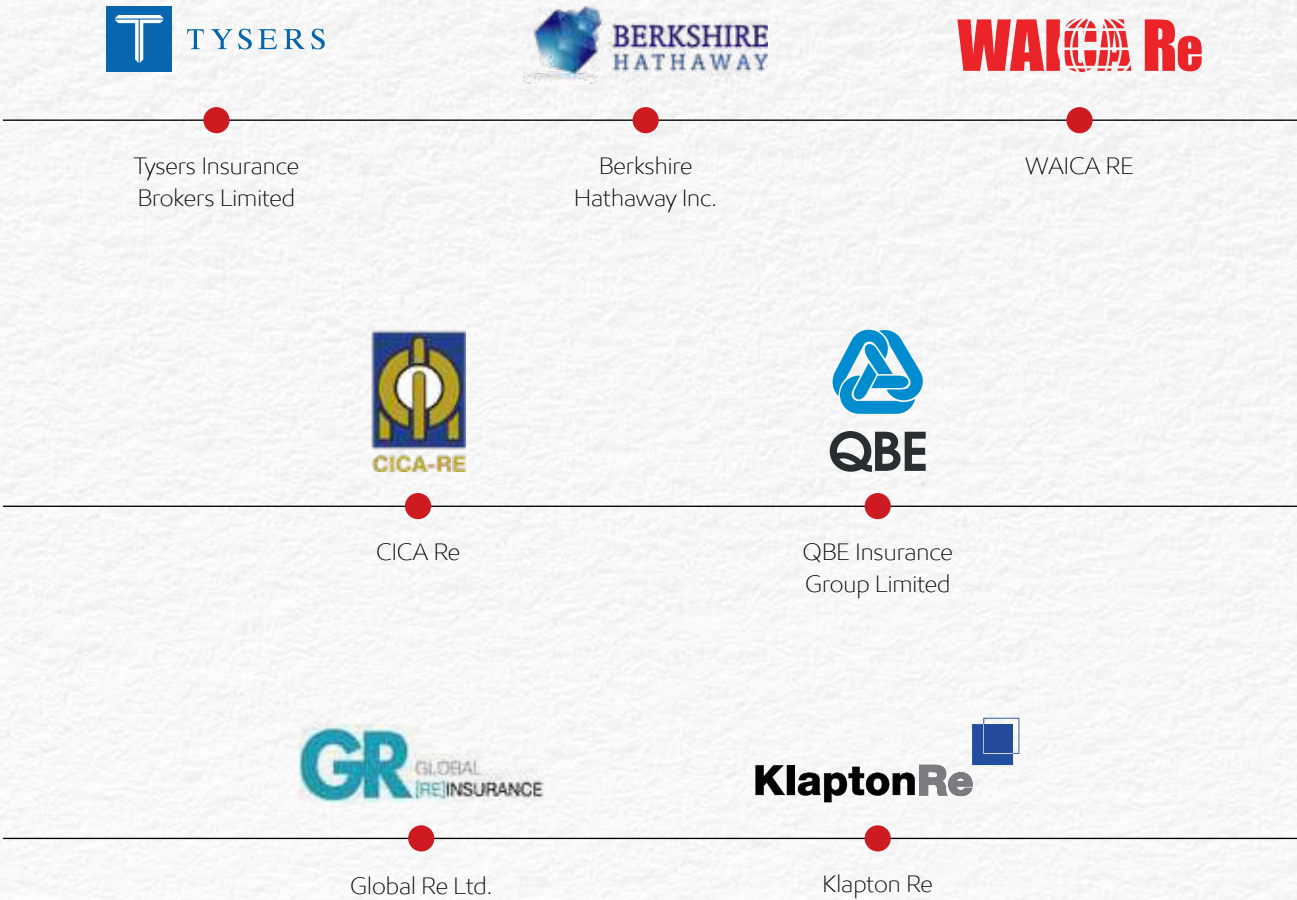 T TYSERS
BERKSHIRE
HATHAWAY
WAICA Re
Tysers Insurance
Brokers Limited
Berkshire
Hathaway Inc.
WAICA RE
CICA-RE
QBE
CICA Re
QBE Insurance
Group Limited
GR GLOBAL
[RE]INSURANCE
KlaptonRe
Global Re Ltd.
Klapton Re